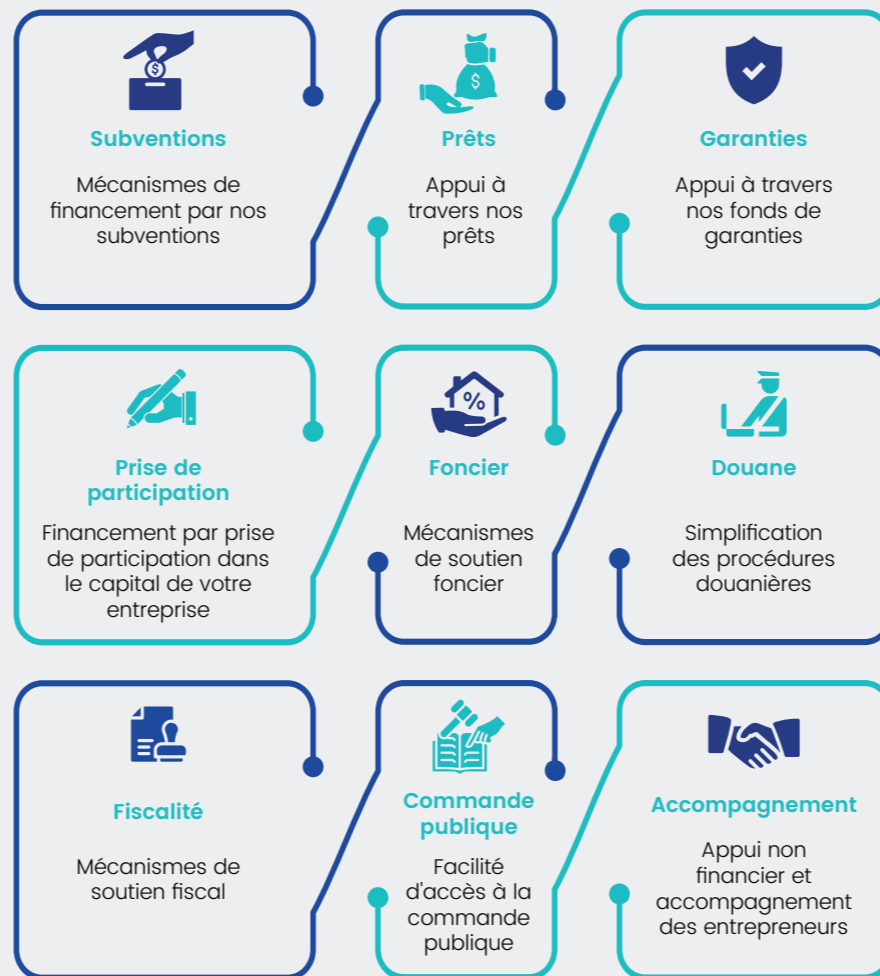 Subventions
Mécanismes de
financement par nos
subventions
Prêts
Appui à
travers nos
prêts
Garanties
Appui à travers
nos fonds de
garanties
Prise de
participation
Financement par prise
de participation dans
le capital de votre
entreprise
Foncier
Mécanismes
de soutien
foncier
Douane
Simplification
des procédures
douanières
Fiscalité
Mécanismes de
soutien fiscal
Commande
publique
Facilité
d'accès à la
commande
publique
Accompagnement
Appui non
financier et
accompagnement
des entrepreneurs